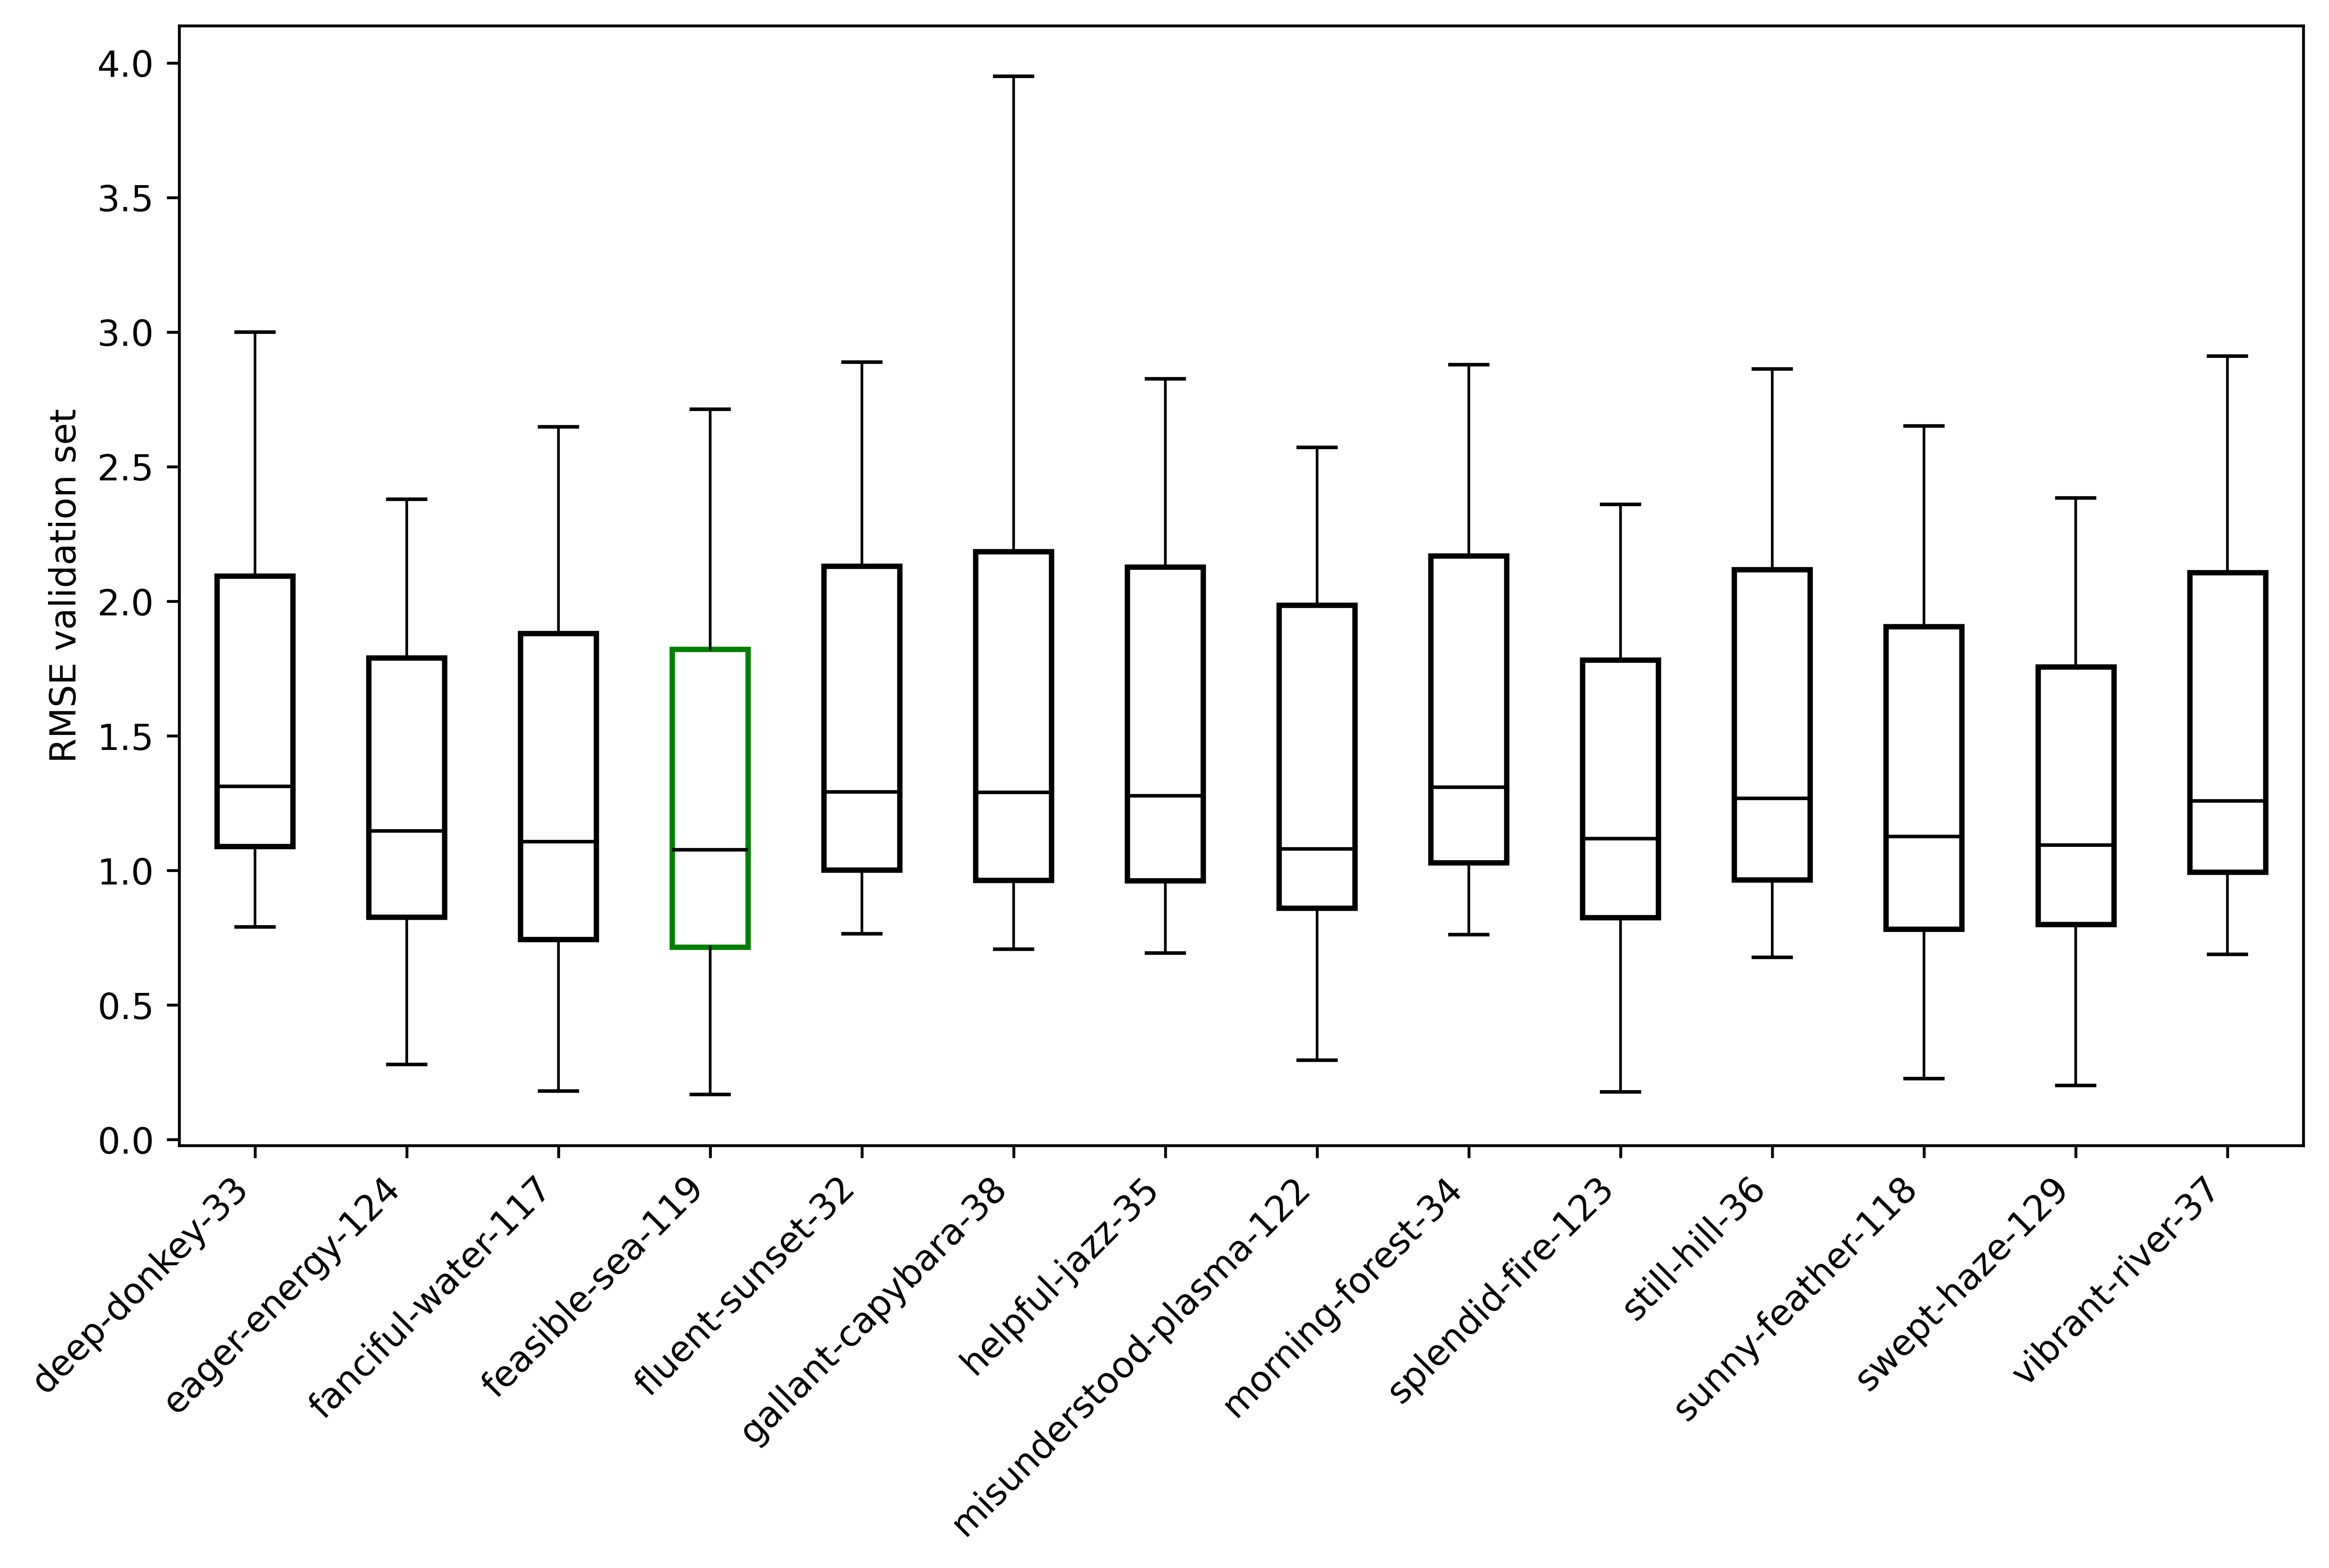 4.0
3.5
3.0
2.5
2.0
1.5
1.0
0.5
0.0
RMSE validation set
deep-donkey-33
eager-energy-124
fanciful-water-117
feasible-sea-119
fluent-sunset-32
gallant-capybara-38
helpful-jazz-35
misunderstood-plasma-122
morning-forest-34
splendid-fire-123
still-hill-36
sunny-feather-118
swept-haze-129
vibrant-river-37